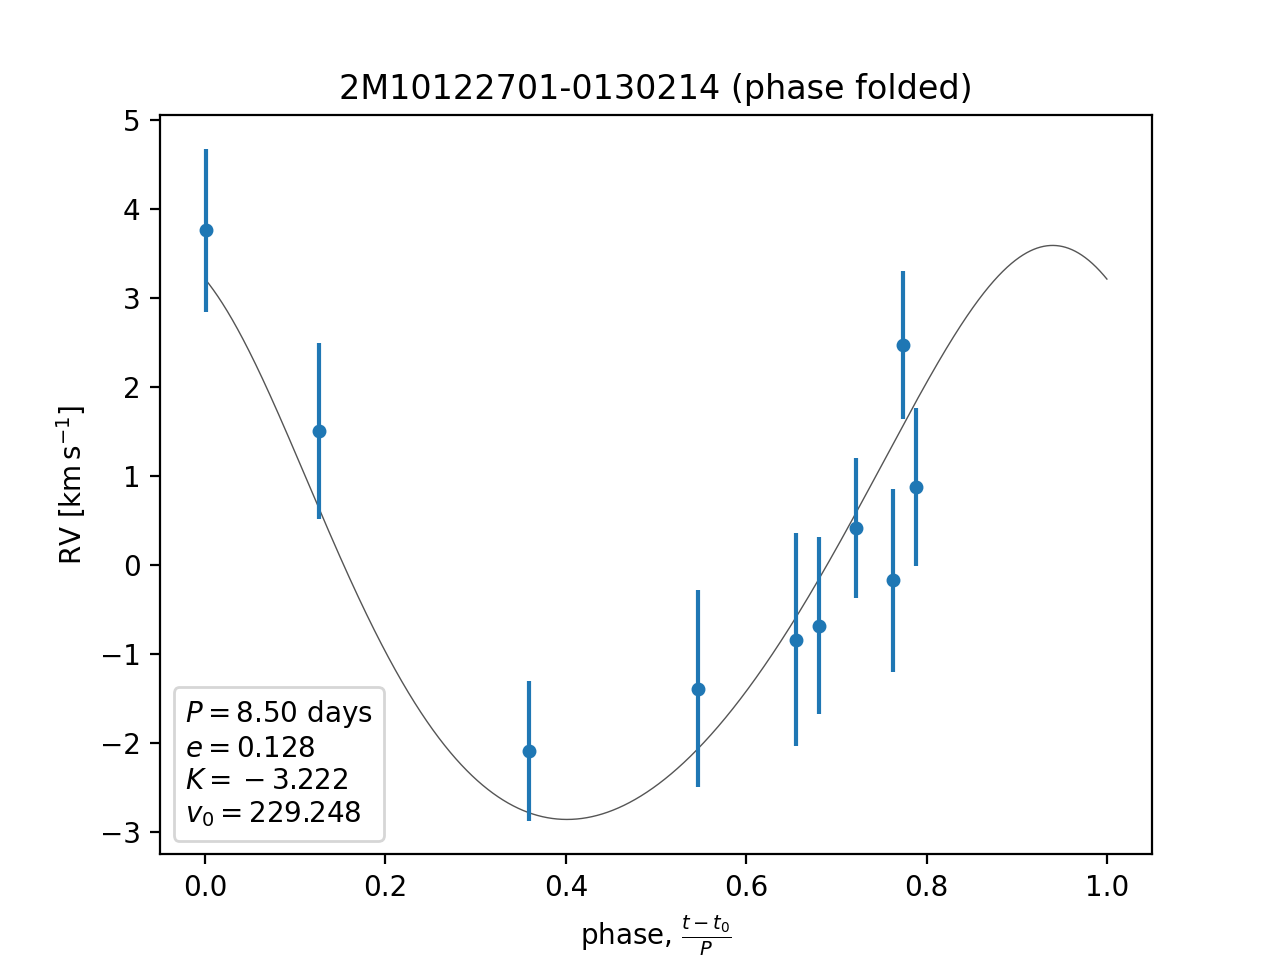 2M10122701-0130214 (phase folded)
5
4
3
2
1
0
−1
−2
−3
RV [km s⁻¹]
P = 8.50 days
e = 0.128
K = −3.222
v₀ = 229.248
0.0 0.2 0.4 0.6 0.8 1.0
phase, (t − t₀)/P